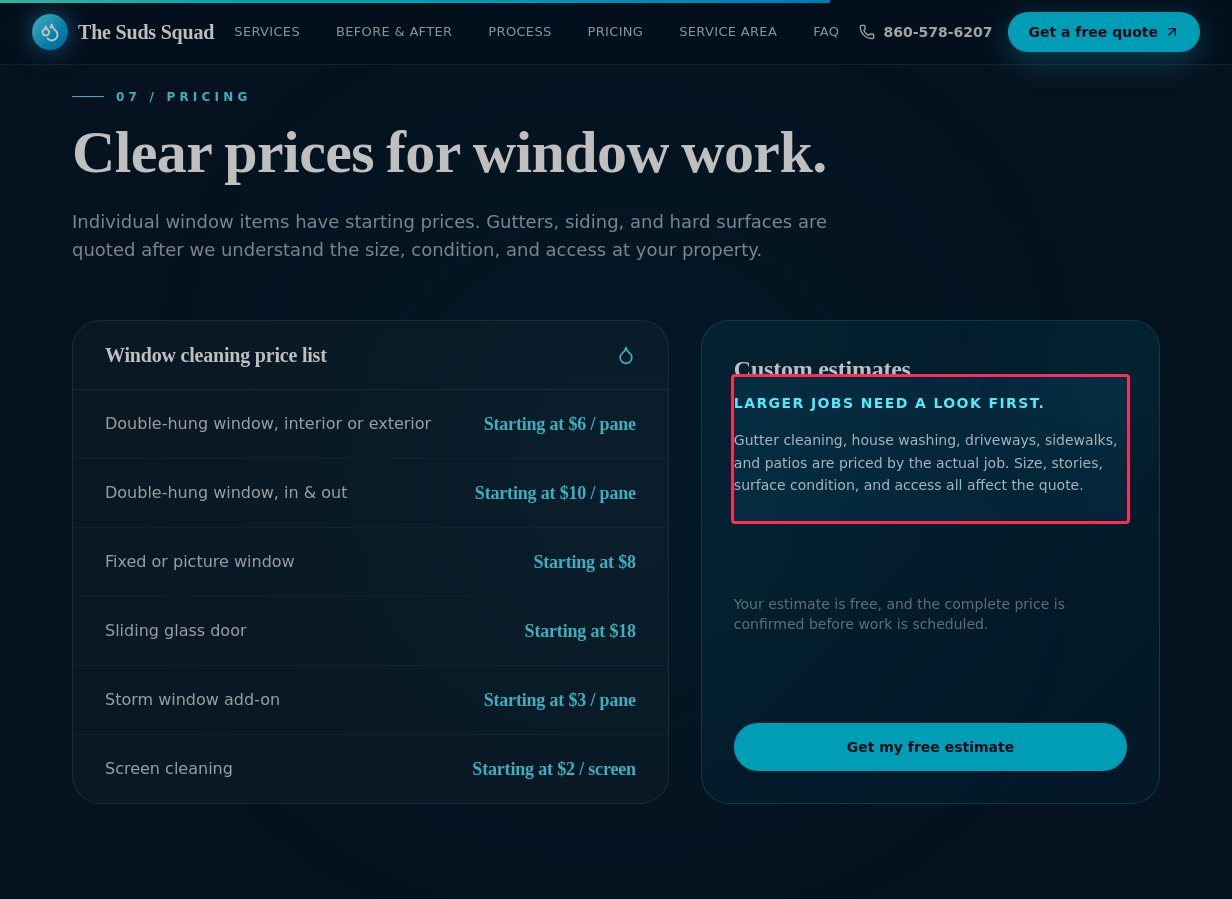 The Suds Squad
SERVICES
BEFORE & AFTER
PROCESS
PRICING
SERVICE AREA
FAQ
860-578-6207
Get a free quote
07 / PRICING
Clear prices for window work.
Individual window items have starting prices. Gutters, siding, and hard surfaces are
quoted after we understand the size, condition, and access at your property.
Window cleaning price list
Double-hung window, interior or exterior Starting at $6 / pane
Double-hung window, in & out Starting at $10 / pane
Fixed or picture window Starting at $8
Sliding glass door Starting at $18
Storm window add-on Starting at $3 / pane
Screen cleaning Starting at $2 / screen
Custom estimates
LARGER JOBS NEED A LOOK FIRST.
Gutter cleaning, house washing, driveways, sidewalks,
and patios are priced by the actual job. Size, stories,
surface condition, and access all affect the quote.
Your estimate is free, and the complete price is
confirmed before work is scheduled.
Get my free estimate